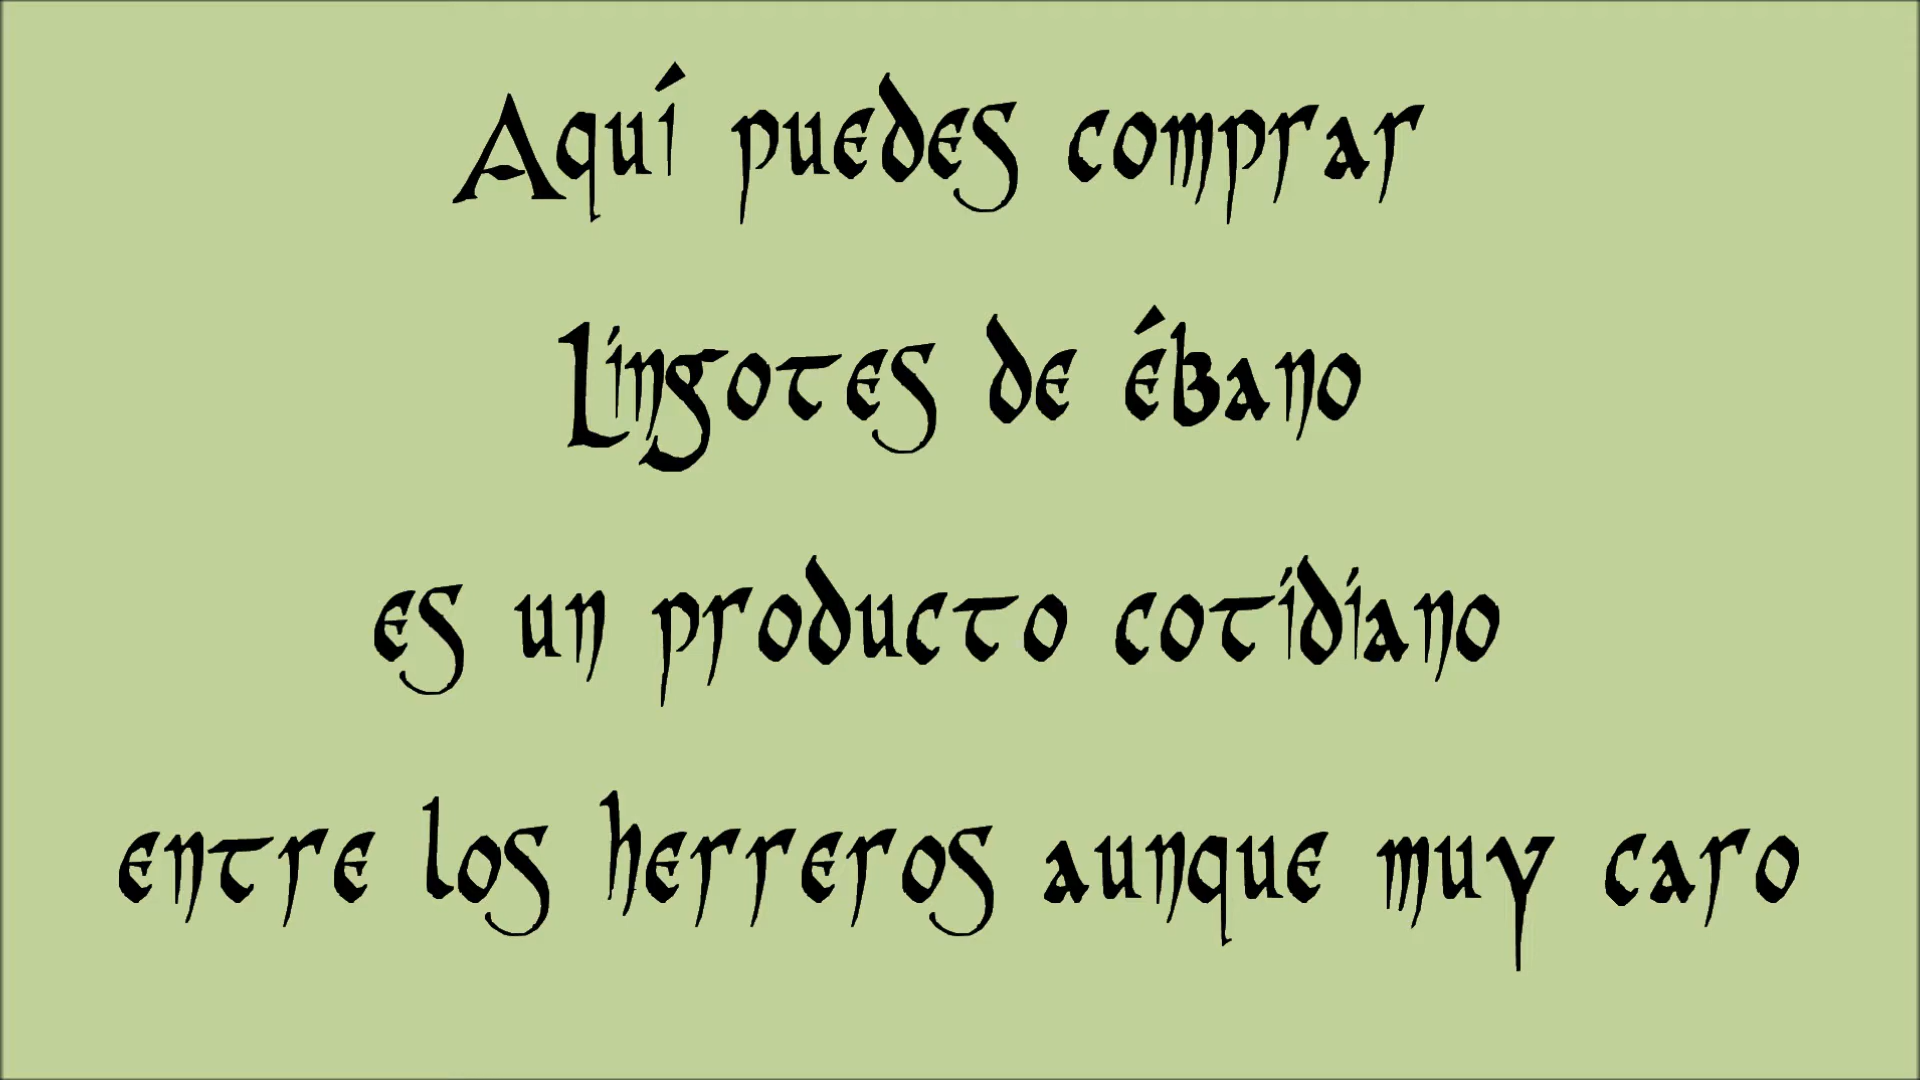 Aquí puedes comprar
Lingotes de ébano
es un producto cotidiano
entre los herreros aunque muy caro